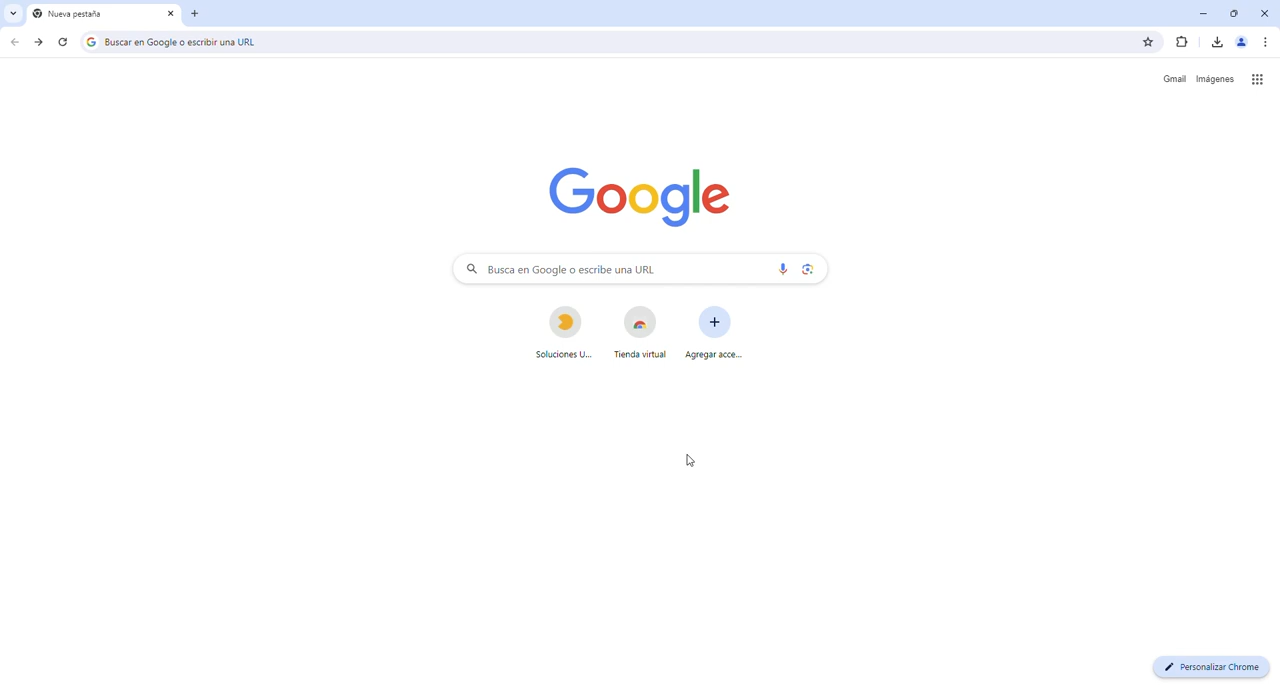 Nueva pestaña
Buscar en Google o escribir una URL
Gmail Imágenes
Google
Busca en Google o escribe una URL
Soluciones U... Tienda virtual Agregar acce...
Personalizar Chrome